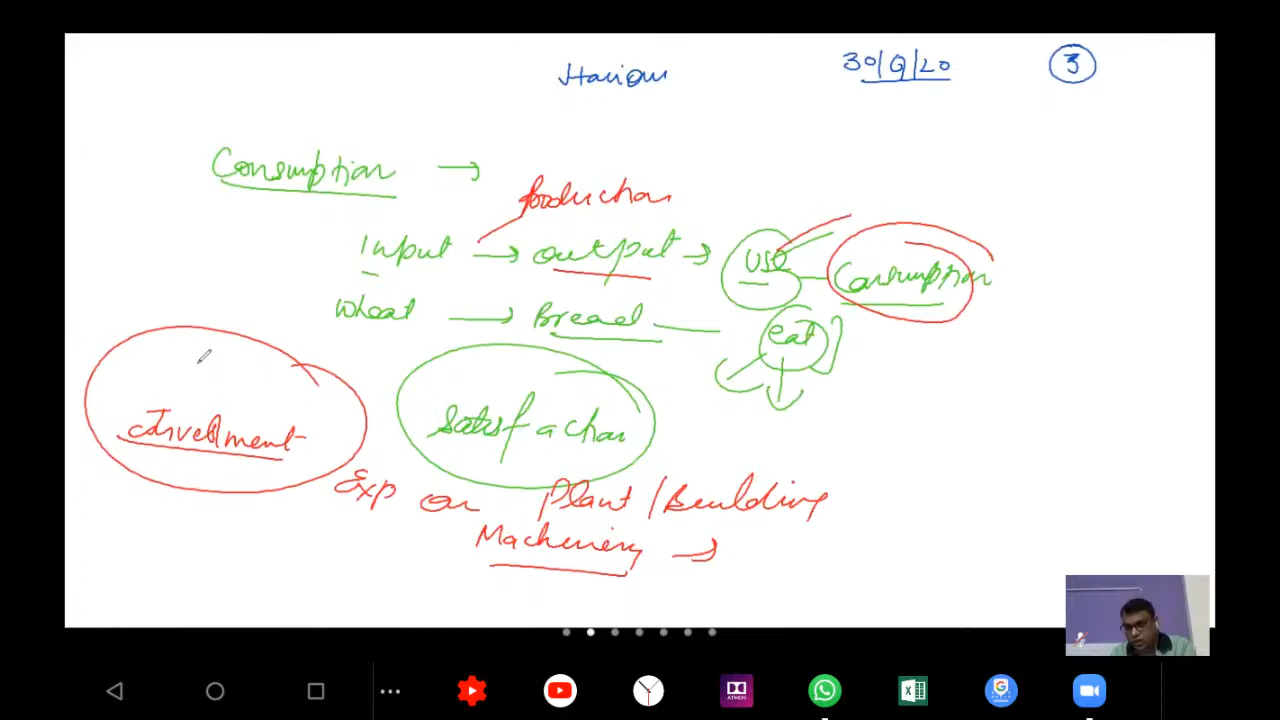 30/9/20 3
Consumption →
Production
Input → output → USE - Consumption
Wheat → Bread — eat
Investment Satisfaction
Exp on Plant/Building
Machinery →
ATMOS